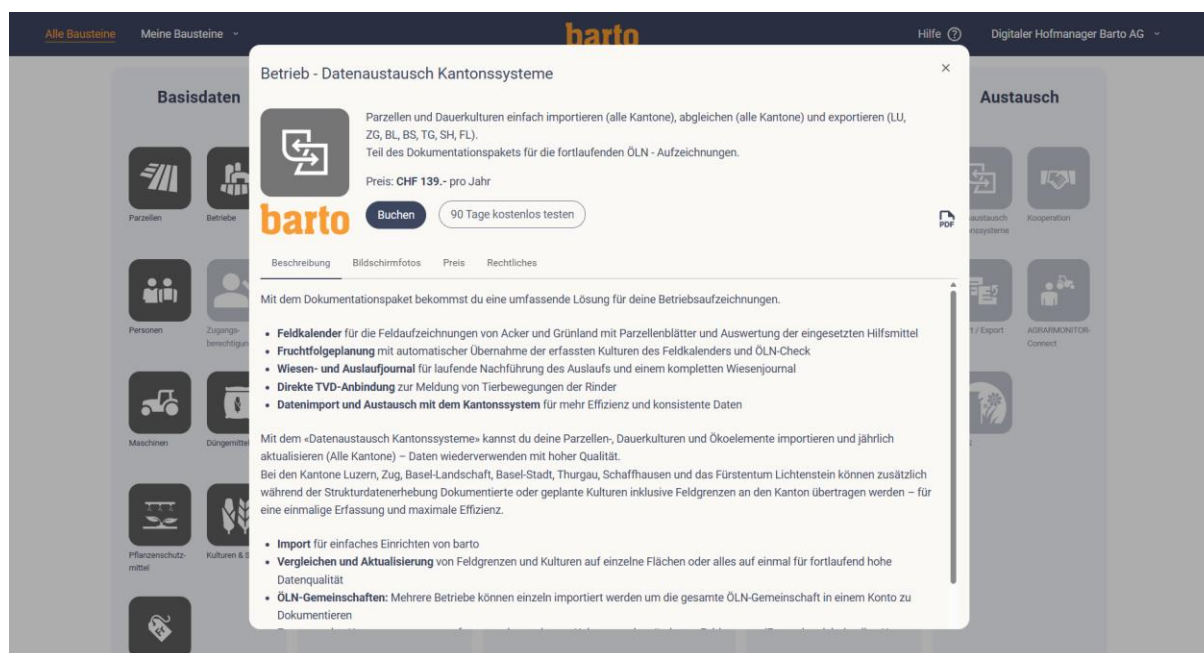 Alle Bausteine
Meine Bausteine
barto
Hilfe
Digitaler Hofmanager Barto AG
Basisdaten
Austausch
Parzellen
Betriebe
Personen
Zugangs-
Maschinen
Düngemittel
Pflanzenschutz-
mittel
Kulturen & S
Kooperation
AGRARMONITOR-
Connect
Betrieb - Datenaustausch Kantonssysteme
Parzellen und Dauerkulturen einfach importieren (alle Kantone), abgleichen (alle Kantone) und exportieren (LU,
ZG, BL, BS, TG, SH, FL).
Teil des Dokumentationspakets für die fortlaufenden ÖLN - Aufzeichnungen.
Preis: CHF 139.- pro Jahr
barto
Buchen
90 Tage kostenlos testen
PDF
Beschreibung
Bildschirmfotos
Preis
Rechtliches
Mit dem Dokumentationspaket bekommst du eine umfassende Lösung für deine Betriebsaufzeichnungen.
• Feldkalender für die Feldaufzeichnungen von Acker und Grünland mit Parzellenblätter und Auswertung der eingesetzten Hilfsmittel
• Fruchtfolgeplanung mit automatischer Übernahme der erfassten Kulturen des Feldkalenders und ÖLN-Check
• Wiesen- und Auslaufjournal für laufende Nachführung des Auslaufs und einem kompletten Wiesenjournal
• Direkte TVD-Anbindung zur Meldung von Tierbewegungen der Rinder
• Datenimport und Austausch mit dem Kantonssystem für mehr Effizienz und konsistente Daten
Mit dem «Datenaustausch Kantonssysteme» kannst du deine Parzellen-, Dauerkulturen und Ökoelemente importieren und jährlich
aktualisieren (Alle Kantone) – Daten wiederverwenden mit hoher Qualität.
Bei den Kantone Luzern, Zug, Basel-Landschaft, Basel-Stadt, Thurgau, Schaffhausen und das Fürstentum Lichtenstein können zusätzlich
während der Strukturdatenerhebung Dokumentierte oder geplante Kulturen inklusive Feldgrenzen an den Kanton übertragen werden – für
eine einmalige Erfassung und maximale Effizienz.
• Import für einfaches Einrichten von barto
• Vergleichen und Aktualisierung von Feldgrenzen und Kulturen auf einzelne Flächen oder alles auf einmal für fortlaufend hohe
Datenqualität
• ÖLN-Gemeinschaften: Mehrere Betriebe können einzeln importiert werden um die gesamte ÖLN-Gemeinschaft in einem Konto zu
Dokumentieren